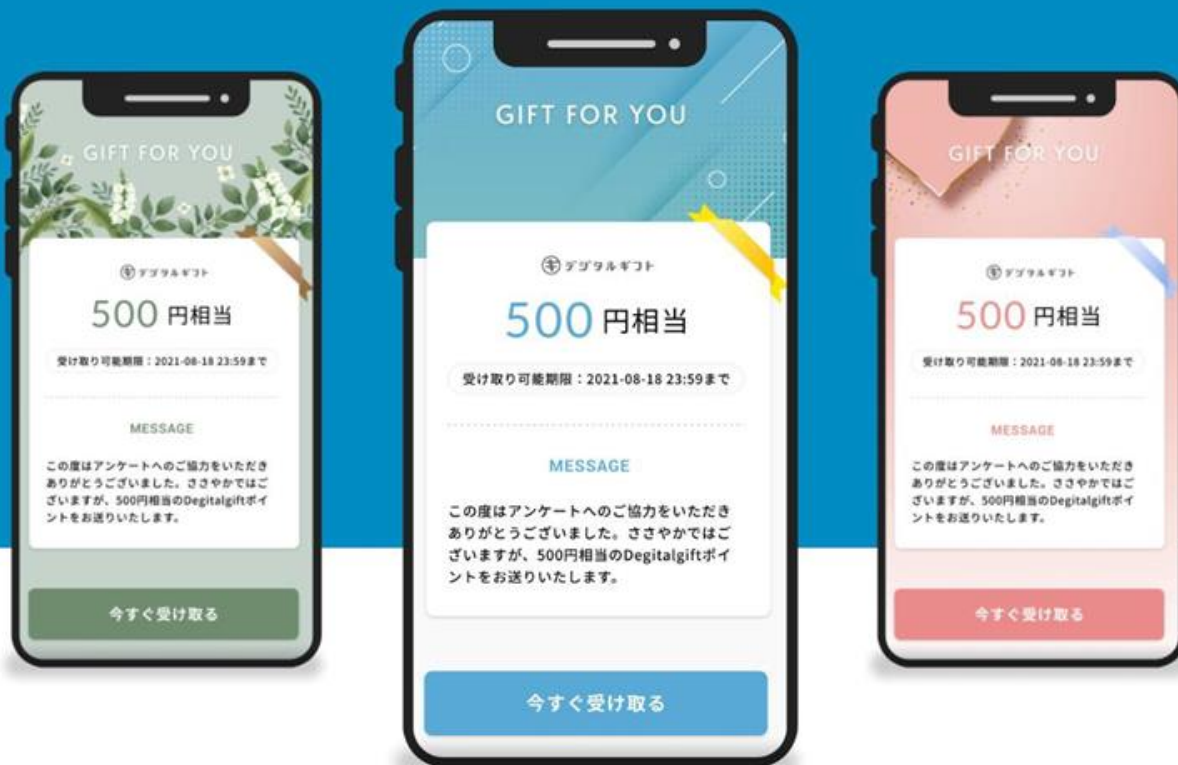 GIFT FOR YOU
デジタルギフト
500 円相当
受け取り可能期限：2021-08-18 23:59まで
MESSAGE
この度はアンケートへのご協力をいただき
ありがとうございました。ささやかではご
ざいますが、500円相当のDegitalgiftポイ
ントをお送りいたします。
今すぐ受け取る
GIFT FOR YOU
デジタルギフト
500 円相当
受け取り可能期限：2021-08-18 23:59まで
MESSAGE
この度はアンケートへのご協力をいただき
ありがとうございました。ささやかではご
ざいますが、500円相当のDegitalgiftポイ
ントをお送りいたします。
今すぐ受け取る
GIFT FOR YOU
デジタルギフト
500 円相当
受け取り可能期限：2021-08-18 23:59まで
MESSAGE
この度はアンケートへのご協力をいただき
ありがとうございました。ささやかではご
ざいますが、500円相当のDegitalgiftポイ
ントをお送りいたします。
今すぐ受け取る